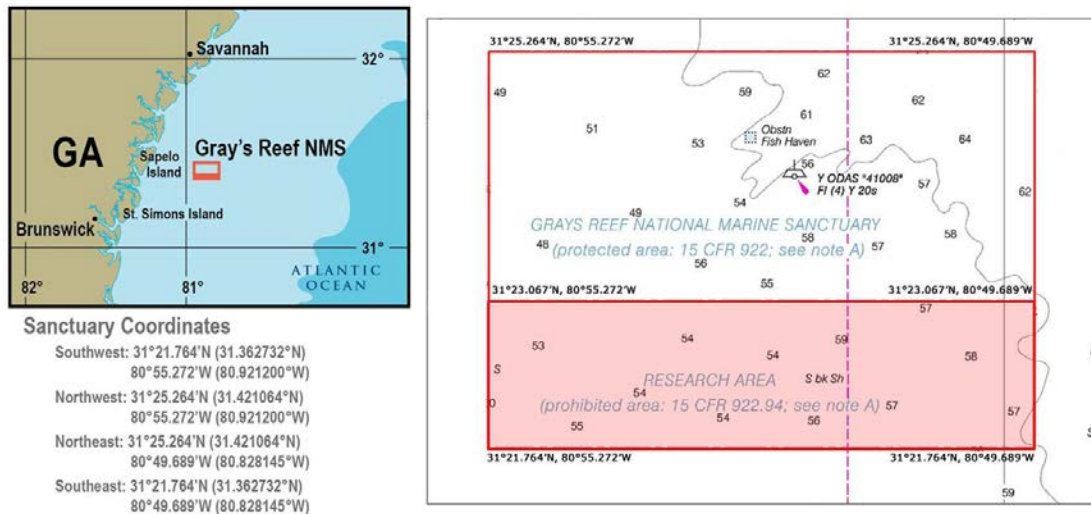 Savannah
32°
GA
Gray's Reef NMS
Sapelo
Island
St. Simons Island
Brunswick
31°
ATLANTIC
OCEAN
82°
81°
Sanctuary Coordinates
Southwest: 31°21.764'N (31.362732°N)
80°55.272'W (80.921200°W)
Northwest: 31°25.264'N (31.421064°N)
80°55.272'W (80.921200°W)
Northeast: 31°25.264'N (31.421064°N)
80°49.689'W (80.828145°W)
Southeast: 31°21.764'N (31.362732°N)
80°49.689'W (80.828145°W)
31°25.264'N, 80°55.272'W
31°25.264'N, 80°49.689'W
62
49
59
62
61
51
Obstn
Fish Haven
53
63
64
56
Y ODAS "41008"
Fl (4) Y 20s
57
62
54
49
GRAYS REEF NATIONAL MARINE SANCTUARY
(protected area: 15 CFR 922; see note A)
58
58
48
57
56
55
31°23.067'N, 80°55.272'W
31°23.067'N, 80°49.689'W
57
53
54
59
54
58
S
RESEARCH AREA
S bk Sh
(prohibited area: 15 CFR 922.94; see note A)
54
0
57
54
56
57
55
31°21.764'N, 80°55.272'W
31°21.764'N, 80°49.689'W
S
59